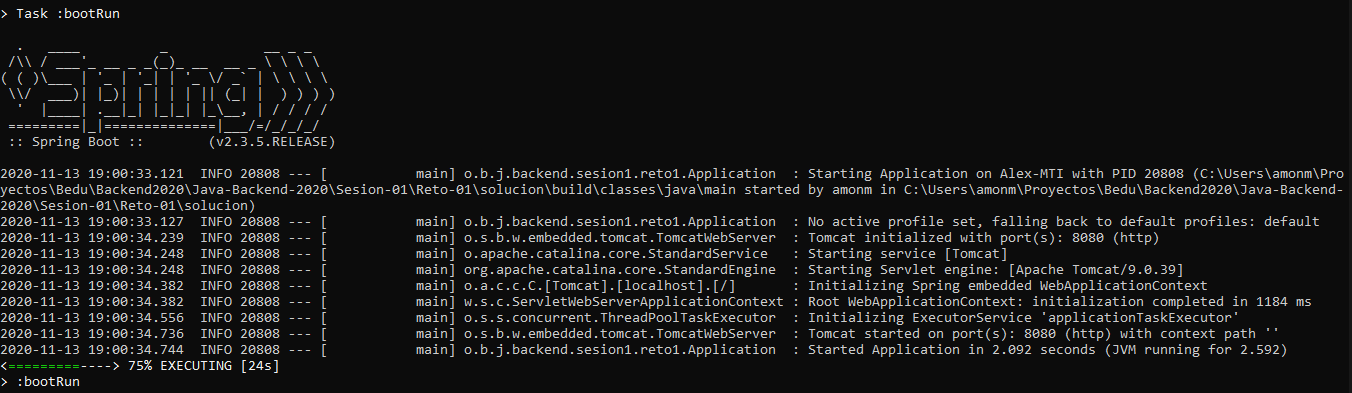 > Task :bootRun

  .   ____          _            __ _ _
 /\\ / ___'_ __ _ _(_)_ __  __ _ \ \ \ \
( ( )\___ | '_ | '_| | '_ \/ _` | \ \ \ \
 \\/  ___)| |_)| | | | | || (_| |  ) ) ) )
  '  |____| .__|_| |_|_| |_\__, | / / / /
 =========|_|==============|___/=/_/_/_/
 :: Spring Boot ::        (v2.3.5.RELEASE)

2020-11-13 19:00:33.121  INFO 20808 --- [           main] o.b.j.backend.sesion1.reto1.Application  : Starting Application on Alex-MTI with PID 20808 (C:\Users\amonm\Pro
yectos\Bedu\Backend2020\Java-Backend-2020\Sesion-01\Reto-01\solucion\build\classes\java\main started by amonm in C:\Users\amonm\Proyectos\Bedu\Backend2020\Java-Backend-
2020\Sesion-01\Reto-01\solucion)
2020-11-13 19:00:33.127  INFO 20808 --- [           main] o.b.j.backend.sesion1.reto1.Application  : No active profile set, falling back to default profiles: default
2020-11-13 19:00:34.239  INFO 20808 --- [           main] o.s.b.w.embedded.tomcat.TomcatWebServer  : Tomcat initialized with port(s): 8080 (http)
2020-11-13 19:00:34.248  INFO 20808 --- [           main] o.apache.catalina.core.StandardService   : Starting service [Tomcat]
2020-11-13 19:00:34.248  INFO 20808 --- [           main] org.apache.catalina.core.StandardEngine  : Starting Servlet engine: [Apache Tomcat/9.0.39]
2020-11-13 19:00:34.382  INFO 20808 --- [           main] o.a.c.c.C.[Tomcat].[localhost].[/]       : Initializing Spring embedded WebApplicationContext
2020-11-13 19:00:34.382  INFO 20808 --- [           main] w.s.c.ServletWebServerApplicationContext : Root WebApplicationContext: initialization completed in 1184 ms
2020-11-13 19:00:34.556  INFO 20808 --- [           main] o.s.s.concurrent.ThreadPoolTaskExecutor  : Initializing ExecutorService 'applicationTaskExecutor'
2020-11-13 19:00:34.736  INFO 20808 --- [           main] o.s.b.w.embedded.tomcat.TomcatWebServer  : Tomcat started on port(s): 8080 (http) with context path ''
2020-11-13 19:00:34.744  INFO 20808 --- [           main] o.b.j.backend.sesion1.reto1.Application  : Started Application in 2.092 seconds (JVM running for 2.592)
<=========----> 75% EXECUTING [24s]
> :bootRun